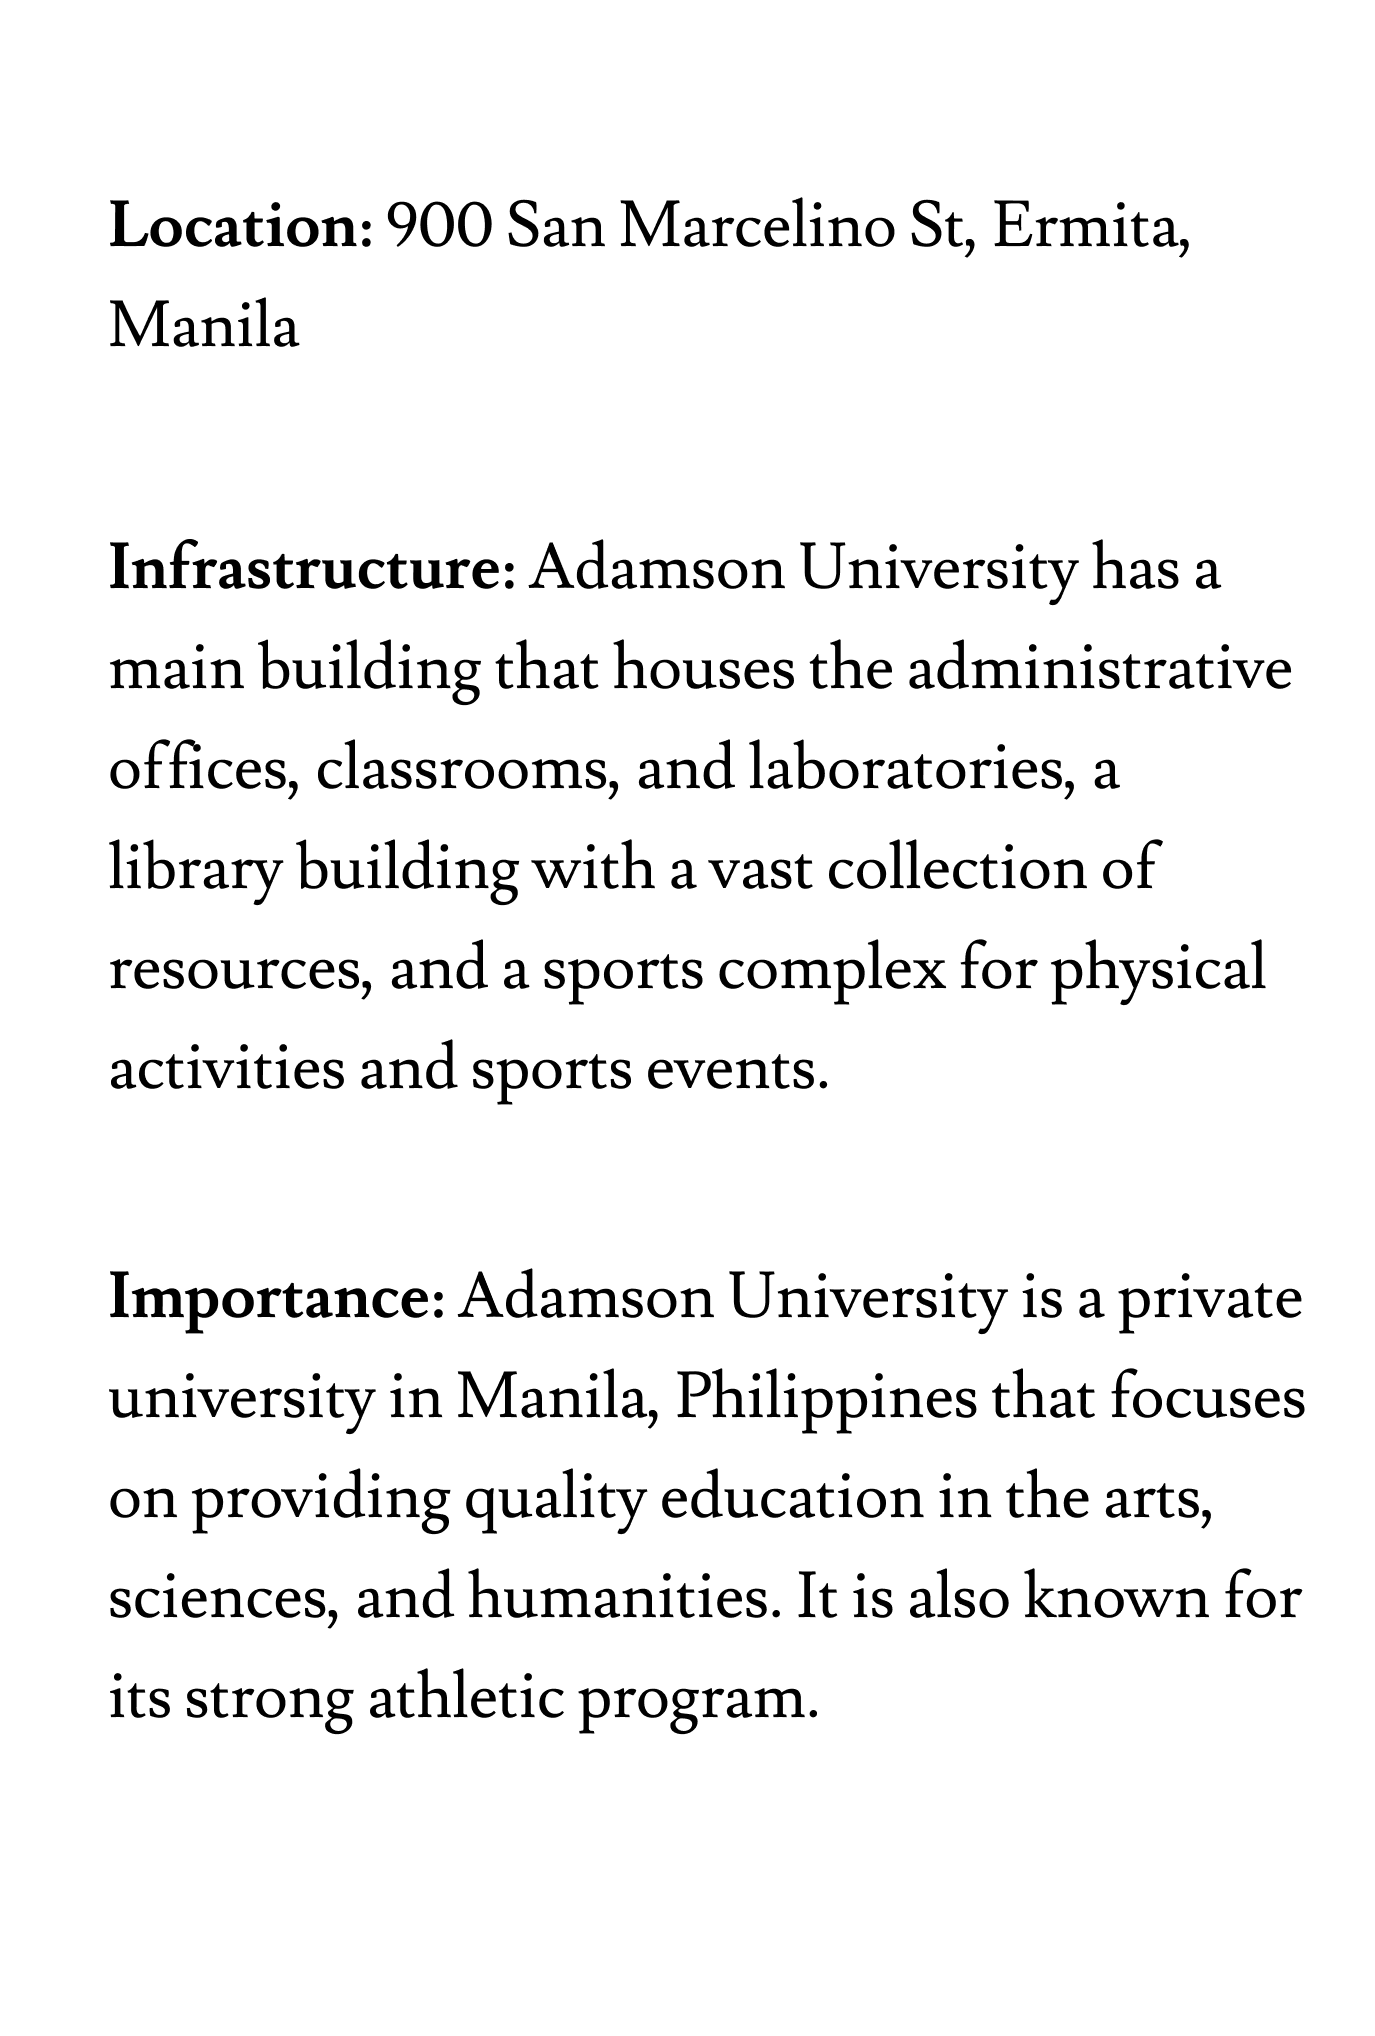 Location: 900 San Marcelino St, Ermita,
Manila
Infrastructure: Adamson University has a
main building that houses the administrative
offices, classrooms, and laboratories, a
library building with a vast collection of
resources, and a sports complex for physical
activities and sports events.
Importance: Adamson University is a private
university in Manila, Philippines that focuses
on providing quality education in the arts,
sciences, and humanities. It is also known for
its strong athletic program.